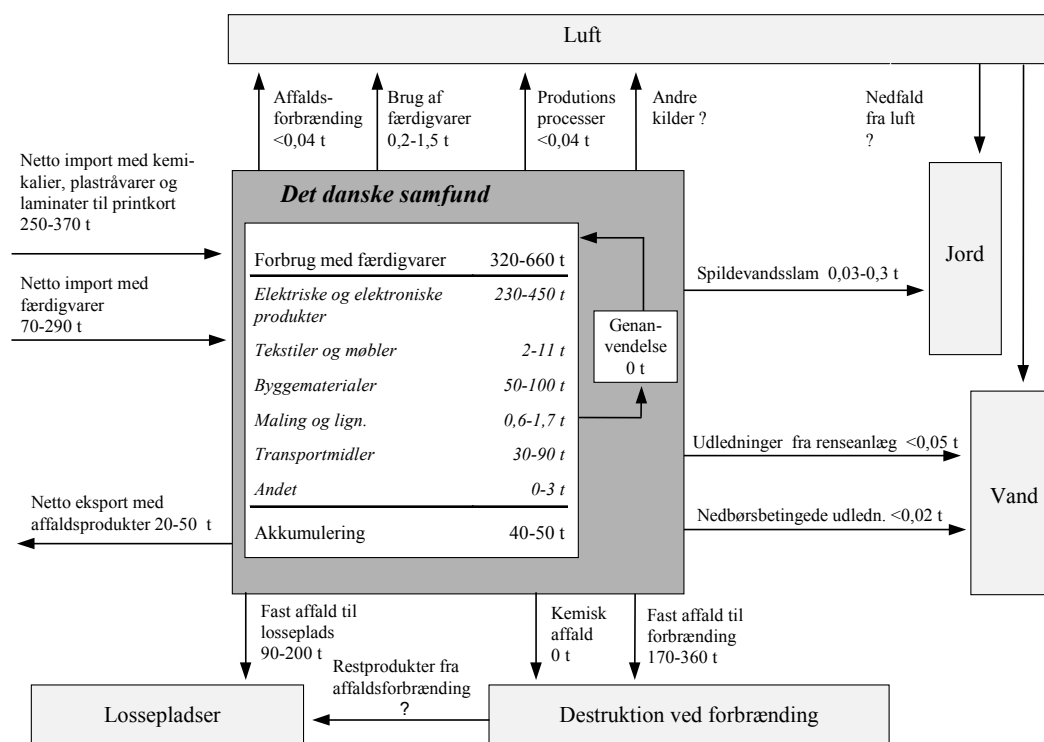 Luft
Affalds-
forbrænding
<0,04 t
Brug af
færdigvarer
0,2-1,5 t
Produtions
processer
<0,04 t
Andre
kilder ?
Nedfald
fra luft
?
Netto import med kemi-
kalier, plastråvarer og
laminater til printkort
250-370 t
Netto import med
færdigvarer
70-290 t
Det danske samfund
Forbrug med færdigvarer 320-660 t
Elektriske og elektroniske 230-450 t
produkter
Tekstiler og møbler 2-11 t
Byggematerialer 50-100 t
Maling og lign. 0,6-1,7 t
Transportmidler 30-90 t
Andet 0-3 t
Akkumulering 40-50 t
Genan-
vendelse
0 t
Spildevandsslam 0,03-0,3 t
Jord
Udledninger fra renseanlæg <0,05 t
Nedbørsbetingede udledn. <0,02 t
Vand
Netto eksport med
affaldsprodukter 20-50 t
Fast affald til
losseplads
90-200 t
Kemisk
affald
0 t
Fast affald til
forbrænding
170-360 t
Restprodukter fra
affaldsforbrænding
?
Lossepladser
Destruktion ved forbrænding